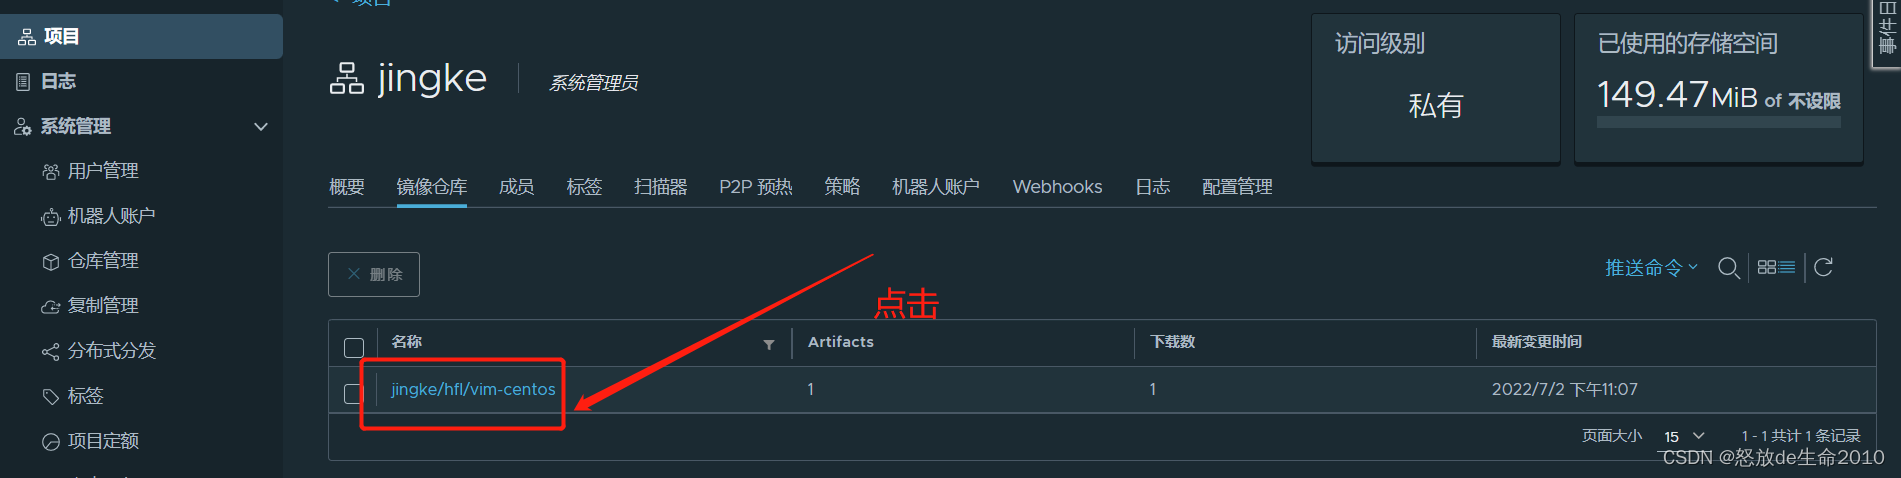 项目
项目
日志
系统管理
用户管理
机器人账户
仓库管理
复制管理
分布式分发
标签
项目定额
jingke
系统管理员
访问级别
私有
已使用的存储空间
149.47MiB of 不设限
事件日
概要 镜像仓库 成员 标签 扫描器 P2P 预热 策略 机器人账户 Webhooks 日志 配置管理
删除
推送命令
点击
名称 Artifacts 下载数 最新变更时间
jingke/hfl/vim-centos 1 1 2022/7/2 下午11:07
页面大小 15 1 - 1 共计 1 条记录
CSDN @怒放de生命2010